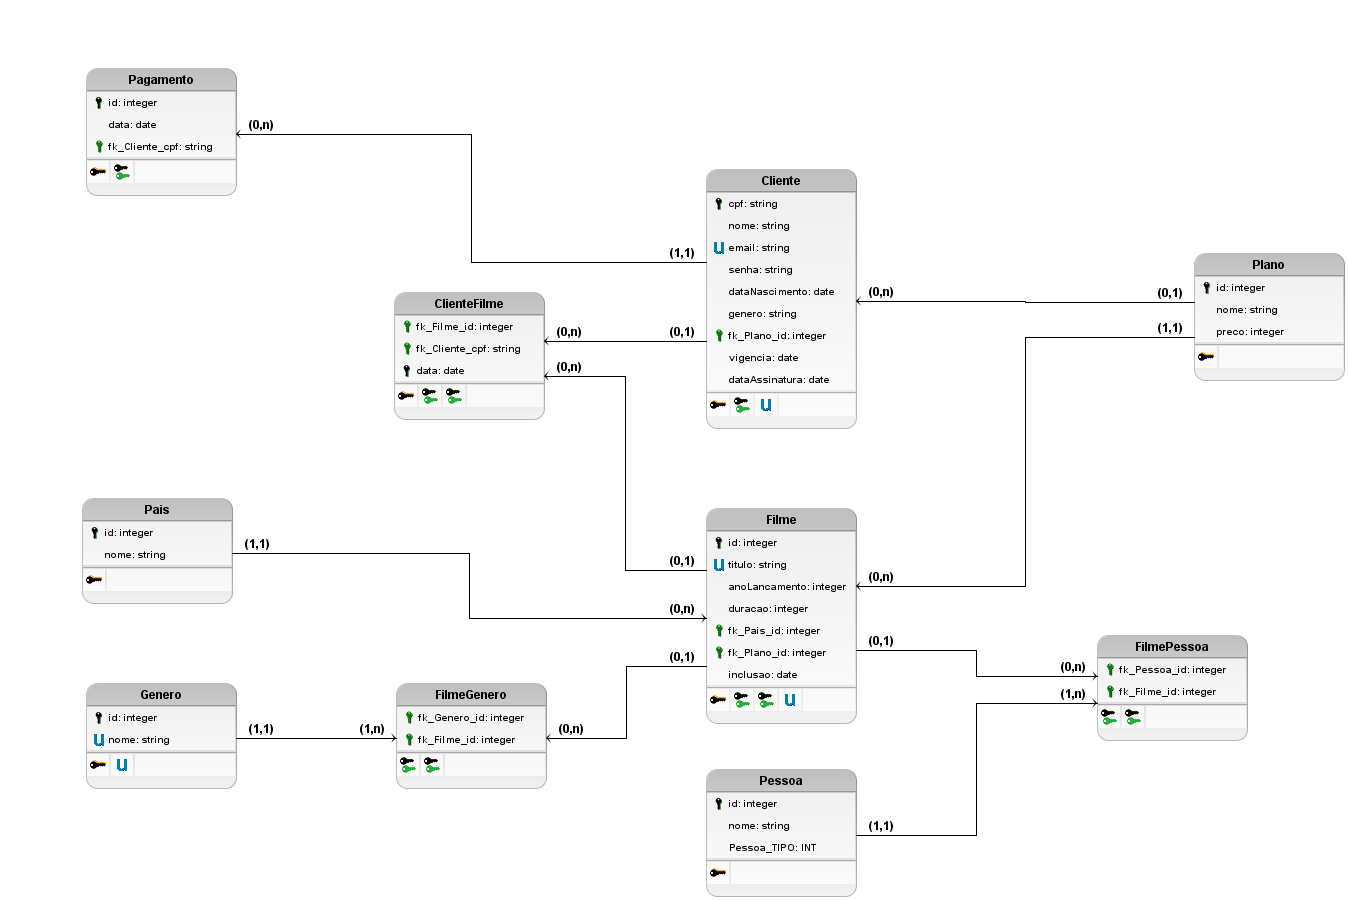 Pagamento
id: integer
data: date
fk_Cliente_cpf: string
(0,n)
(1,1)
Cliente
cpf: string
nome: string
u email: string
senha: string
dataNascimento: date
genero: string
fk_Plano_id: integer
vigencia: date
dataAssinatura: date
u
(0,n)
(0,1)
(1,1)
Plano
id: integer
nome: string
preco: integer
ClienteFilme
fk_Filme_id: integer
fk_Cliente_cpf: string
data: date
(0,n)
(0,1)
(0,n)
Pais
id: integer
nome: string
(1,1)
Filme
id: integer
u titulo: string
anoLancamento: integer
duracao: integer
fk_Pais_id: integer
fk_Plano_id: integer
inclusao: date
u
(0,1)
(0,n)
(0,1)
(0,n)
(0,1)
(0,n)
(1,n)
FilmePessoa
fk_Pessoa_id: integer
fk_Filme_id: integer
Genero
id: integer
u nome: string
u
(1,1)
(1,n)
FilmeGenero
fk_Genero_id: integer
fk_Filme_id: integer
(0,n)
Pessoa
id: integer
nome: string
Pessoa_TIPO: INT
(1,1)